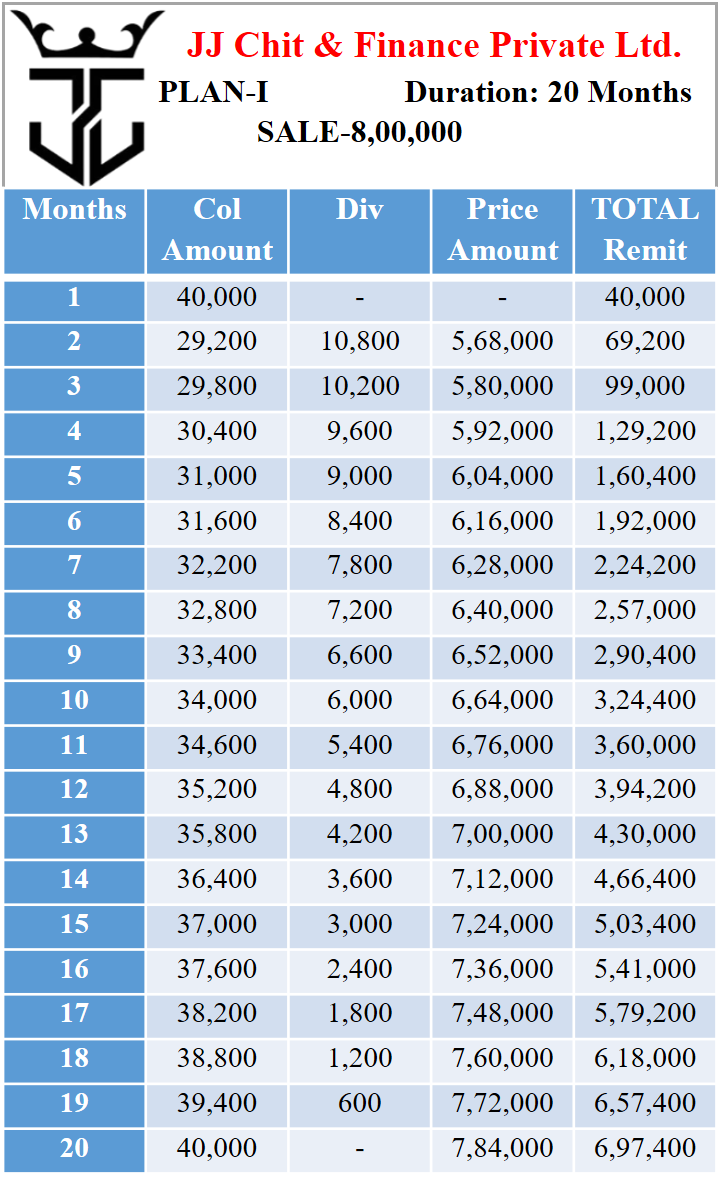 JJ Chit & Finance Private Ltd.
PLAN-I Duration: 20 Months
SALE-8,00,000
Months Col Div Price TOTAL
Amount Amount Remit
1 40,000 - - 40,000
2 29,200 10,800 5,68,000 69,200
3 29,800 10,200 5,80,000 99,000
4 30,400 9,600 5,92,000 1,29,200
5 31,000 9,000 6,04,000 1,60,400
6 31,600 8,400 6,16,000 1,92,000
7 32,200 7,800 6,28,000 2,24,200
8 32,800 7,200 6,40,000 2,57,000
9 33,400 6,600 6,52,000 2,90,400
10 34,000 6,000 6,64,000 3,24,400
11 34,600 5,400 6,76,000 3,60,000
12 35,200 4,800 6,88,000 3,94,200
13 35,800 4,200 7,00,000 4,30,000
14 36,400 3,600 7,12,000 4,66,400
15 37,000 3,000 7,24,000 5,03,400
16 37,600 2,400 7,36,000 5,41,000
17 38,200 1,800 7,48,000 5,79,200
18 38,800 1,200 7,60,000 6,18,000
19 39,400 600 7,72,000 6,57,400
20 40,000 - 7,84,000 6,97,400